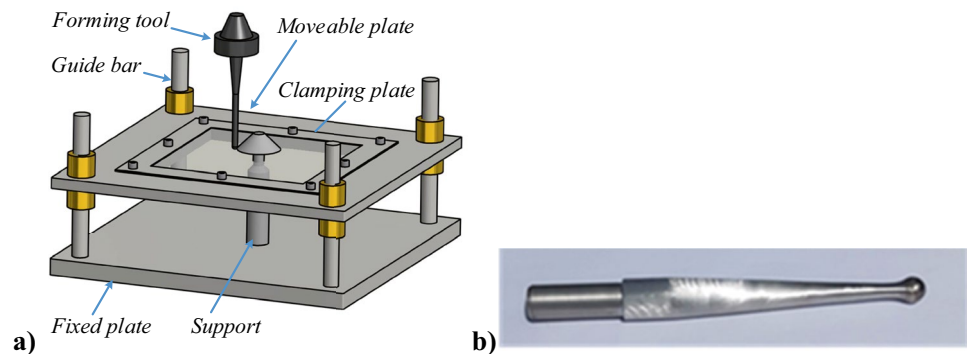 Forming tool
Moveable plate
Guide bar
Clamping plate
Fixed plate
Support
a)
b)